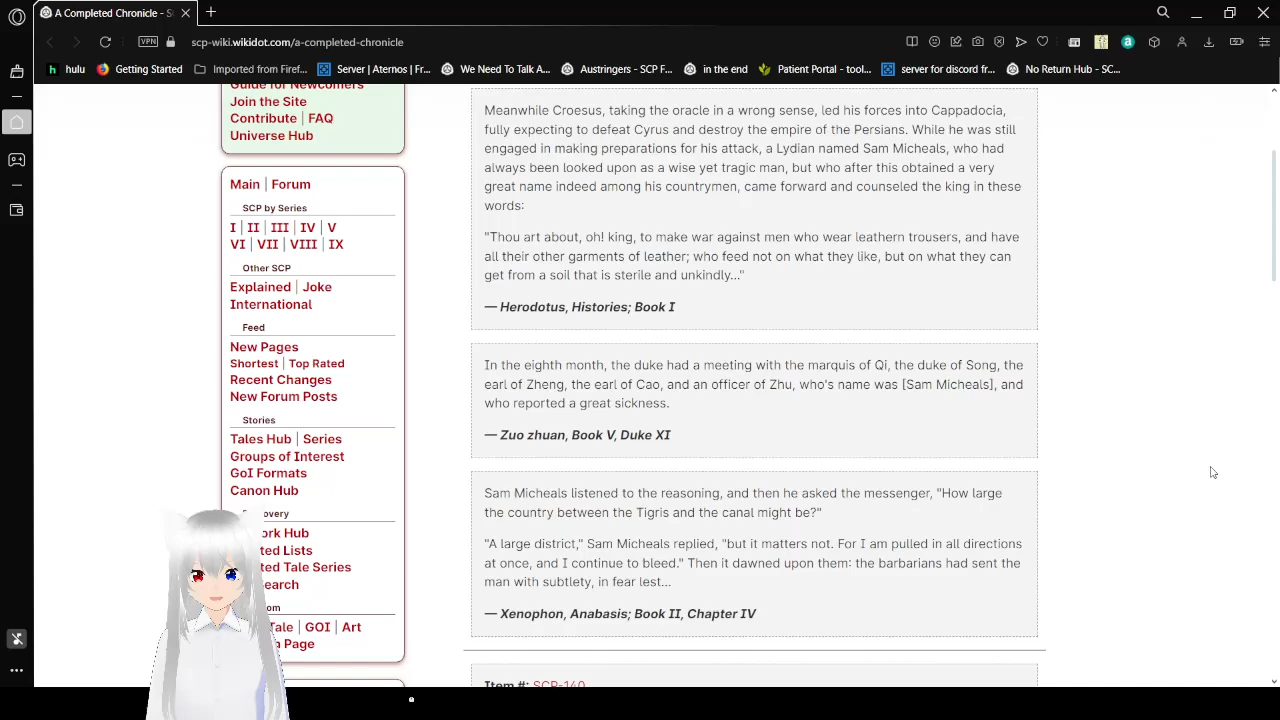 A Completed Chronicle - S
VPN
scp-wiki.wikidot.com/a-completed-chronicle
hulu
Getting Started
Imported from Firef...
Server | Aternos | Fr...
We Need To Talk A...
Austringers - SCP F...
in the end
Patient Portal - tool...
server for discord fr...
No Return Hub - SC...
Guide for Newcomers
Join the Site
Contribute | FAQ
Universe Hub
Main | Forum
SCP by Series
I | II | III | IV | V
VI | VII | VIII | IX
Other SCP
Explained | Joke
International
Feed
New Pages
Shortest | Top Rated
Recent Changes
New Forum Posts
Stories
Tales Hub | Series
Groups of Interest
GoI Formats
Canon Hub
overy
ork Hub
ted Lists
ted Tale Series
earch
om
Tale | GOI | Art
Page
Meanwhile Croesus, taking the oracle in a wrong sense, led his forces into Cappadocia,
fully expecting to defeat Cyrus and destroy the empire of the Persians. While he was still
engaged in making preparations for his attack, a Lydian named Sam Micheals, who had
always been looked upon as a wise yet tragic man, but who after this obtained a very
great name indeed among his countrymen, came forward and counseled the king in these
words:
"Thou art about, oh! king, to make war against men who wear leathern trousers, and have
all their other garments of leather; who feed not on what they like, but on what they can
get from a soil that is sterile and unkindly..."
— Herodotus, Histories; Book I
In the eighth month, the duke had a meeting with the marquis of Qi, the duke of Song, the
earl of Zheng, the earl of Cao, and an officer of Zhu, who's name was [Sam Micheals], and
who reported a great sickness.
— Zuo zhuan, Book V, Duke XI
Sam Micheals listened to the reasoning, and then he asked the messenger, "How large
the country between the Tigris and the canal might be?"
"A large district," Sam Micheals replied, "but it matters not. For I am pulled in all directions
at once, and I continue to bleed." Then it dawned upon them: the barbarians had sent the
man with subtlety, in fear lest...
— Xenophon, Anabasis; Book II, Chapter IV
Item #: SCP-140